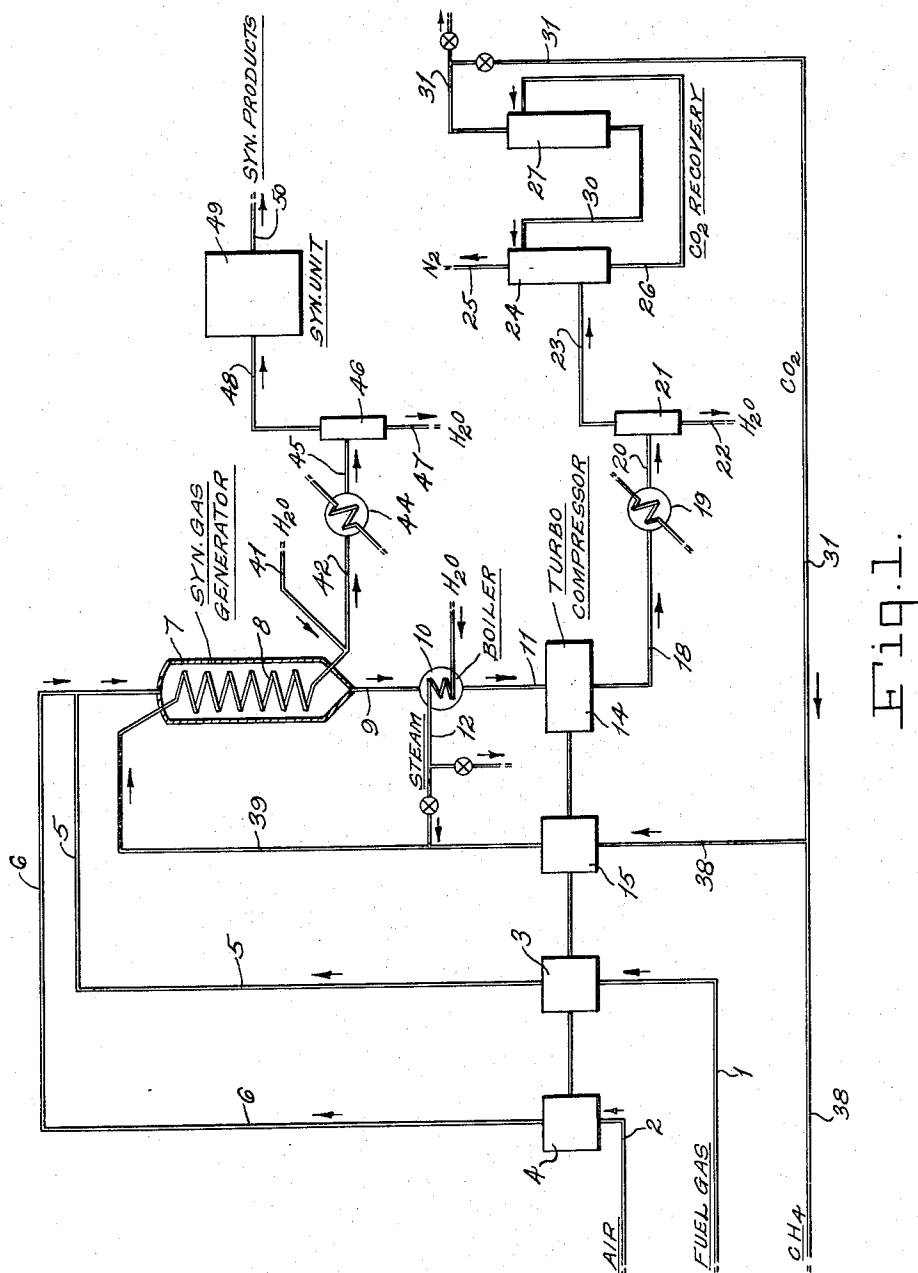 SYN. PRODUCTS
50
49
SYN. UNIT
48
46
45
47
H2O
44
42
41
H2O
SYN. GAS
GENERATOR
7
8
9
10
H2O
BOILER
STEAM
12
11
39
6
5
5
6
31
31
27
30
CO2 RECOVERY
N2
25
24
26
23
21
20
22
H2O
19
18
TURBO
COMPRESSOR
14
15
38
3
4
1
2
CO2
31
38
AIR
FUEL GAS
CH4
Fig. 1.